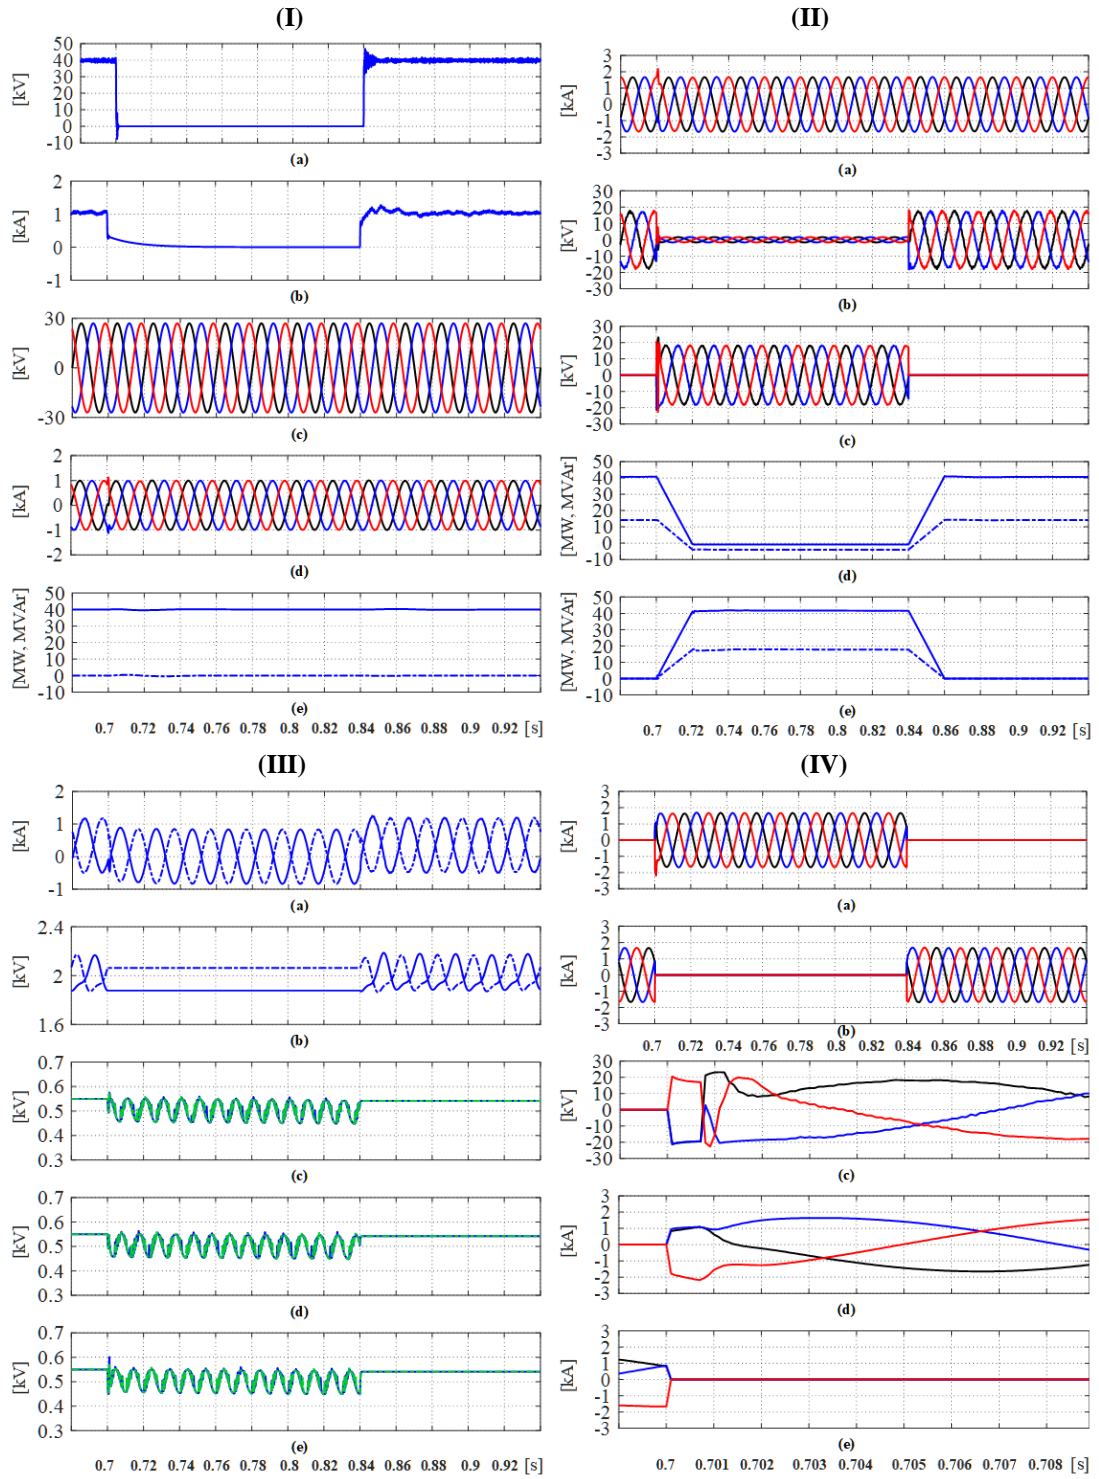 (I)
50
40
30
20
10
0
-10
[kV]
(a)
2
1
0
-1
[kA]
(b)
30
0
-30
[kV]
(c)
2
1
0
-1
-2
[kA]
(d)
50
40
30
20
10
0
-10
[MW, MVAr]
(e)
0.7 0.72 0.74 0.76 0.78 0.8 0.82 0.84 0.86 0.88 0.9 0.92 [s]
(II)
3
2
1
0
-1
-2
-3
[kA]
(a)
30
20
10
0
-10
-20
-30
[kV]
(b)
30
20
10
0
-10
-20
-30
[kV]
(c)
50
40
30
20
10
0
-10
[MW, MVAr]
(d)
50
40
30
20
10
0
-10
[MW, MVAr]
(e)
0.7 0.72 0.74 0.76 0.78 0.8 0.82 0.84 0.86 0.88 0.9 0.92 [s]
(III)
2
1
0
-1
[kA]
(a)
2.4
2
1.6
[kV]
(b)
0.7
0.6
0.5
0.4
0.3
[kV]
(c)
0.7
0.6
0.5
0.4
0.3
[kV]
(d)
0.7
0.6
0.5
0.4
0.3
[kV]
(e)
0.7 0.72 0.74 0.76 0.78 0.8 0.82 0.84 0.86 0.88 0.9 0.92 [s]
(IV)
3
2
1
0
-1
-2
-3
[kA]
(a)
3
2
1
0
-1
-2
-3
[kA]
(b)
0.7 0.72 0.74 0.76 0.78 0.8 0.82 0.84 0.86 0.88 0.9 0.92 [s]
30
20
10
0
-10
-20
-30
[kV]
(c)
3
2
1
0
-1
-2
-3
[kA]
(d)
3
2
1
0
-1
-2
-3
[kA]
(e)
0.7 0.701 0.702 0.703 0.704 0.705 0.706 0.707 0.708 [s]